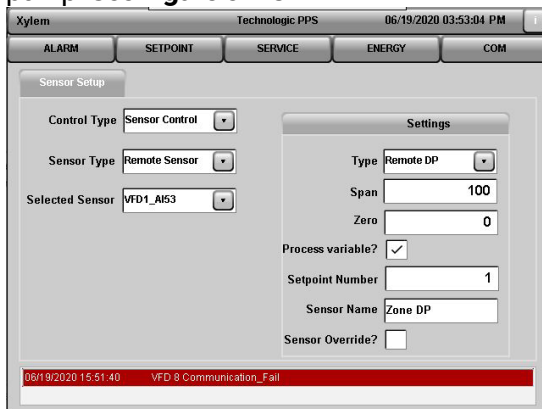 Xylem Technologic PPS 06/19/2020 03:53:04 PM i
ALARM SETPOINT SERVICE ENERGY COM
Sensor Setup
Control Type Sensor Control
Settings
Sensor Type Remote Sensor
Type Remote DP
Selected Sensor VFD1_AI53
Span 100
Zero 0
Process variable?
Setpoint Number 1
Sensor Name Zone DP
Sensor Override?
06/19/2020 15:51:40 VFD 8 Communication_Fail